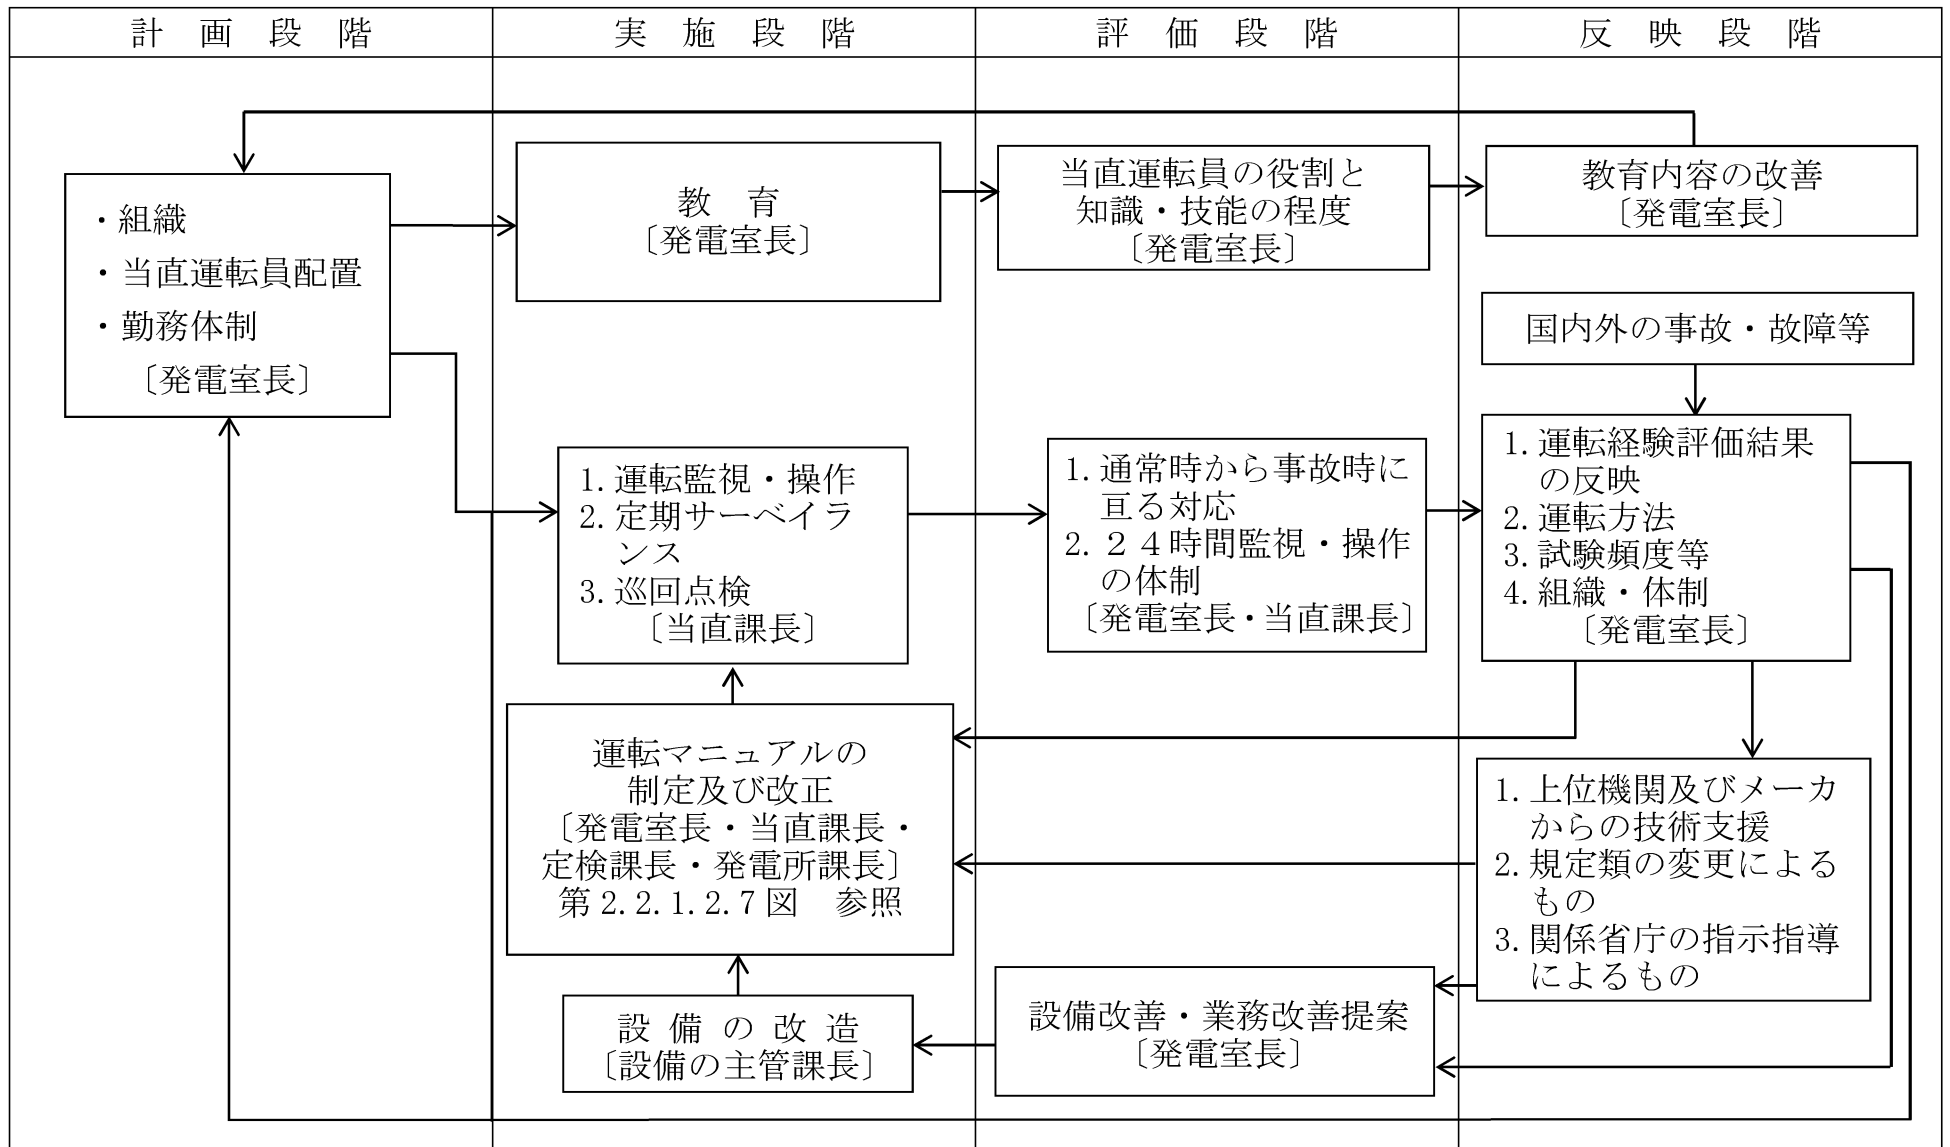 計画段階
実施段階
評価段階
反映段階
・組織
・当直運転員配置
・勤務体制
〔発電室長〕
教育
〔発電室長〕
当直運転員の役割と
知識・技能の程度
〔発電室長〕
教育内容の改善
〔発電室長〕
国内外の事故・故障等
1. 運転監視・操作
2. 定期サーベイラ
ンス
3. 巡回点検
〔当直課長〕
1. 通常時から事故時に
亘る対応
2. ２４時間監視・操作
の体制
〔発電室長・当直課長〕
1. 運転経験評価結果
の反映
2. 運転方法
3. 試験頻度等
4. 組織・体制
〔発電室長〕
運転マニュアルの
制定及び改正
〔発電室長・当直課長・
定検課長・発電所課長〕
第2.2.1.2.7図　参照
1. 上位機関及びメーカ
からの技術支援
2. 規定類の変更による
もの
3. 関係省庁の指示指導
によるもの
設備の改造
〔設備の主管課長〕
設備改善・業務改善提案
〔発電室長〕